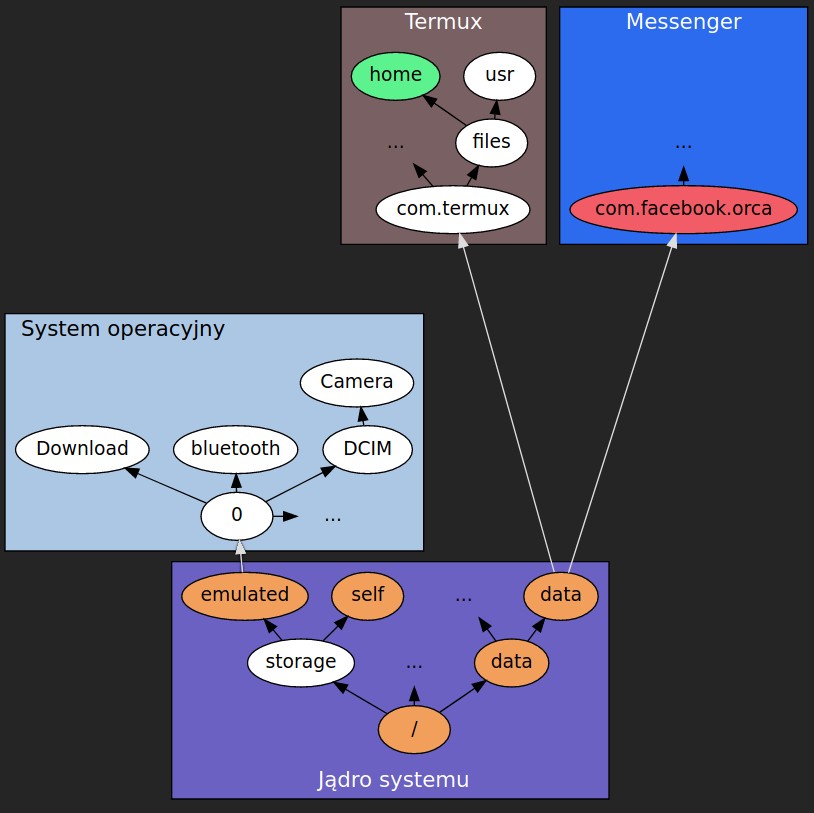 Termux
Messenger
home
usr
...
files
...
com.termux
com.facebook.orca
System operacyjny
Camera
Download
bluetooth
DCIM
0
...
emulated
self
...
data
storage
...
data
/
Jądro systemu